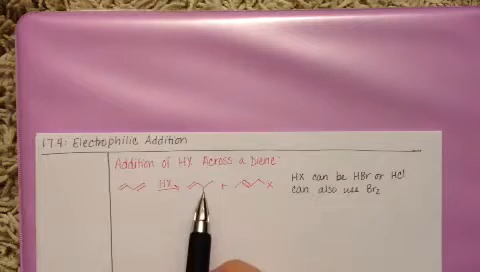 17.4: Electrophilic Addition
Addition of HX Across a Diene:
HX
+
X
HX can be HBr or HCl
can also use Br2